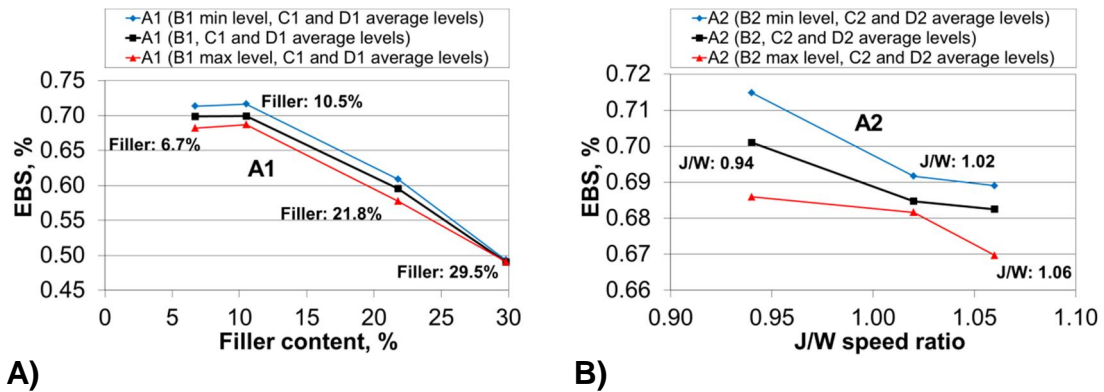 A1 (B1 min level, C1 and D1 average levels)
A1 (B1, C1 and D1 average levels)
A1 (B1 max level, C1 and D1 average levels)
EBS, %
0.75
0.70
0.65
0.60
0.55
0.50
0.45
Filler: 10.5%
Filler: 6.7%
A1
Filler: 21.8%
Filler: 29.5%
0 5 10 15 20 25 30
Filler content, %
A)
A2 (B2 min level, C2 and D2 average levels)
A2 (B2, C2 and D2 average levels)
A2 (B2 max level, C2 and D2 average levels)
EBS, %
0.72
0.71
0.70
0.69
0.68
0.67
0.66
A2
J/W: 0.94
J/W: 1.02
J/W: 1.06
0.90 0.95 1.00 1.05 1.10
J/W speed ratio
B)